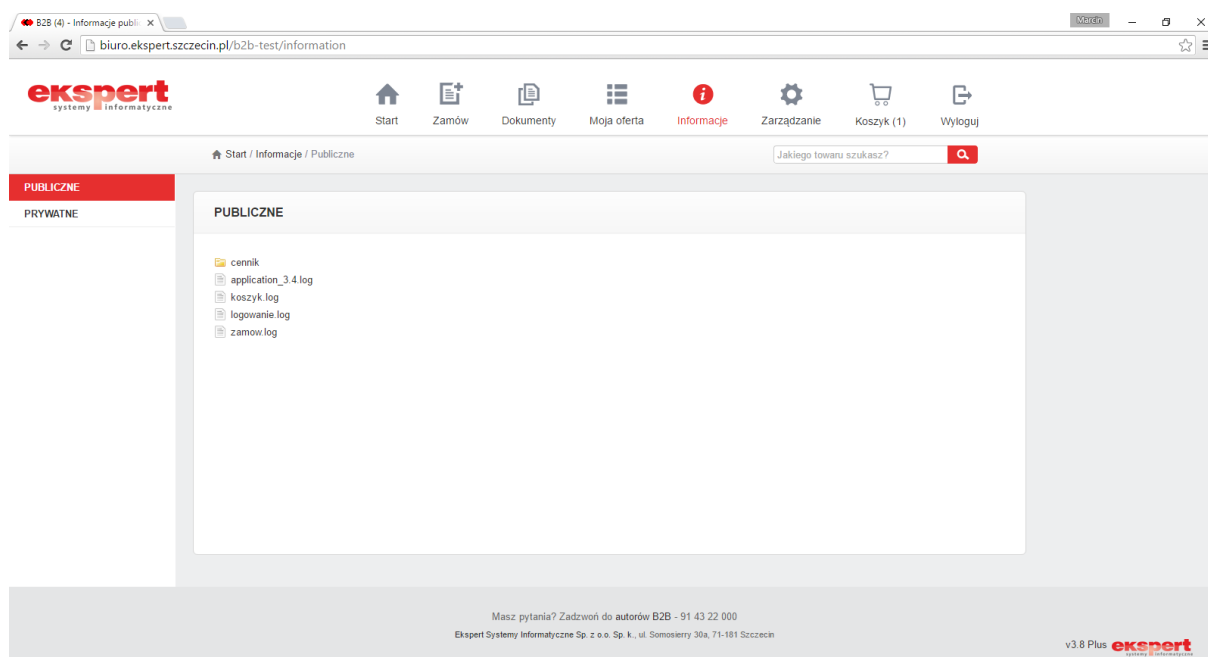 B2B (4) - Informacje public
Marcin
biuro.ekspert.szczecin.pl/b2b-test/information
ekspert
systemy informatyczne
Start Zamów Dokumenty Moja oferta Informacje Zarządzanie Koszyk (1) Wyloguj
Start / Informacje / Publiczne
Jakiego towaru szukasz?
PUBLICZNE
PRYWATNE
PUBLICZNE
cennik
application_3.4.log
koszyk.log
logowanie.log
zamow.log
Masz pytania? Zadzwoń do autorów B2B - 91 43 22 000
Ekspert Systemy Informatyczne Sp. z o.o. Sp. k., ul. Somosierry 30a, 71-181 Szczecin
v3.8 Plus ekspert
systemy informatyczne